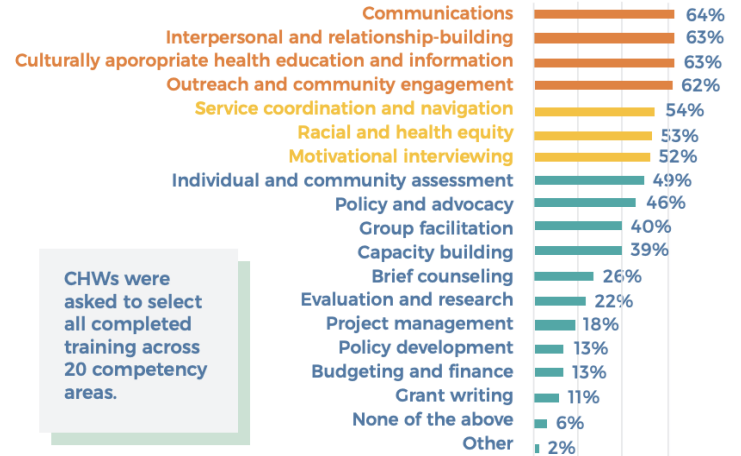 Communications 64%
Interpersonal and relationship-building 63%
Culturally aporopriate health education and information 63%
Outreach and community engagement 62%
Service coordination and navigation 54%
Racial and health equity 53%
Motivational interviewing 52%
Individual and community assessment 49%
Policy and advocacy 46%
Group facilitation 40%
Capacity building 39%
Brief counseling 26%
Evaluation and research 22%
Project management 18%
Policy development 13%
Budgeting and finance 13%
Grant writing 11%
None of the above 6%
Other 2%
CHWs were
asked to select
all completed
training across
20 competency
areas.